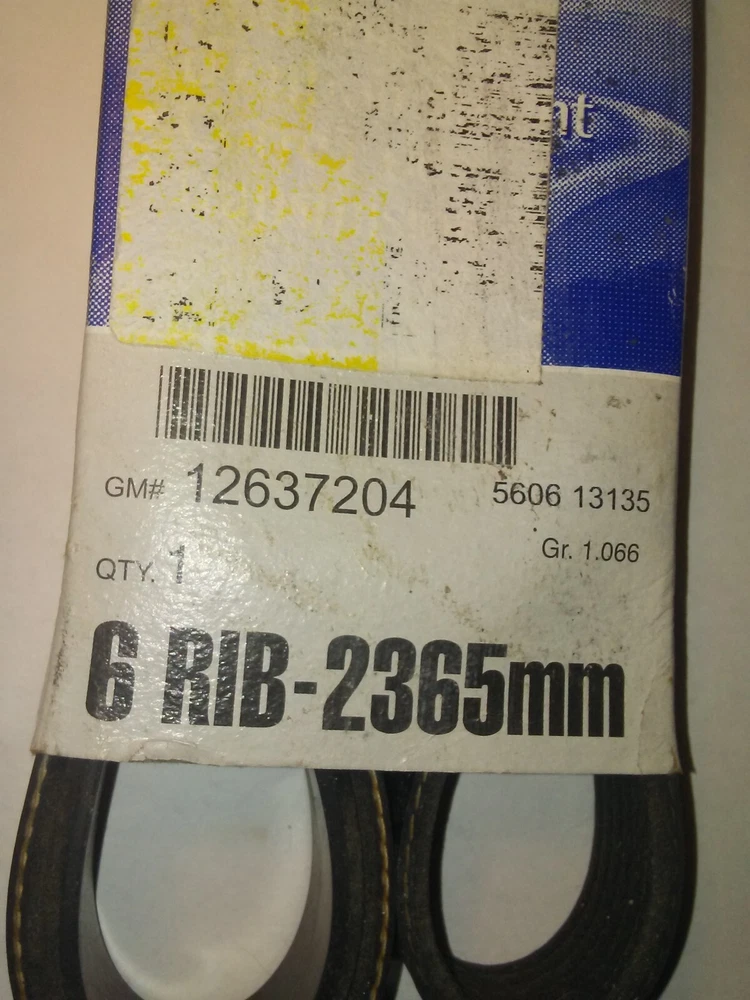 GM# 12637204 5606 13135
Gr. 1.066
QTY. 1
6 RIB-2365mm